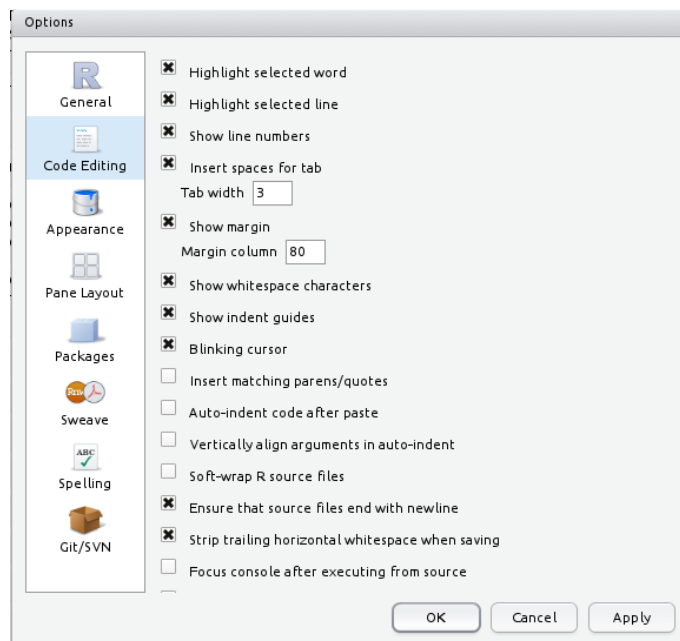 Options
R
General
Code Editing
Appearance
Pane Layout
Packages
Rnw
Sweave
ABC
Spelling
Git/SVN
Highlight selected word
Highlight selected line
Show line numbers
Insert spaces for tab
Tab width 3
Show margin
Margin column 80
Show whitespace characters
Show indent guides
Blinking cursor
Insert matching parens/quotes
Auto-indent code after paste
Vertically align arguments in auto-indent
Soft-wrap R source files
Ensure that source files end with newline
Strip trailing horizontal whitespace when saving
Focus console after executing from source
OK Cancel Apply